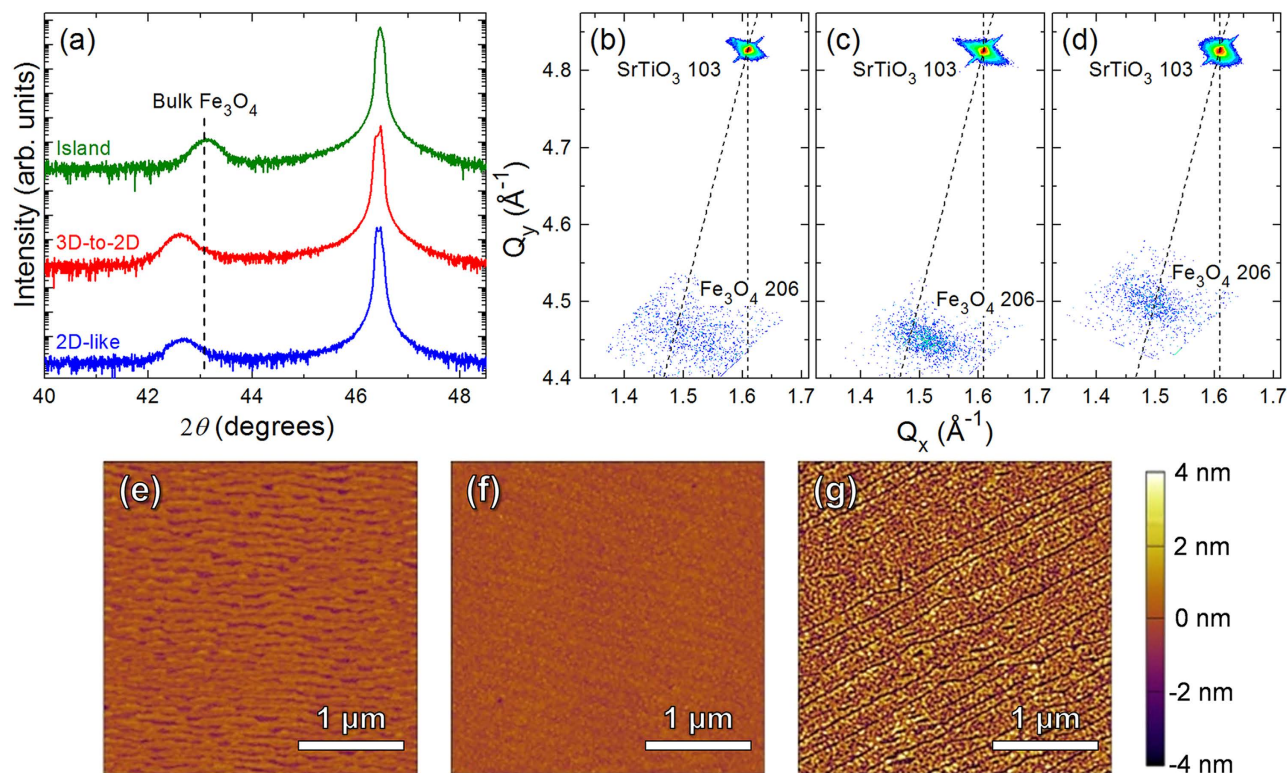 (a)
Intensity (arb. units)
Bulk Fe₃O₄
Island
3D-to-2D
2D-like
40 42 44 46 48
2θ (degrees)
(b)
(c)
(d)
SrTiO₃ 103
SrTiO₃ 103
SrTiO₃ 103
Q_y (Å⁻¹)
4.8
4.7
4.6
4.5
4.4
Fe₃O₄ 206
Fe₃O₄ 206
Fe₃O₄ 206
1.4 1.5 1.6 1.7
1.4 1.5 1.6 1.7
1.4 1.5 1.6 1.7
Q_x (Å⁻¹)
(e)
1 µm
(f)
1 µm
(g)
1 µm
4 nm
2 nm
0 nm
-2 nm
-4 nm